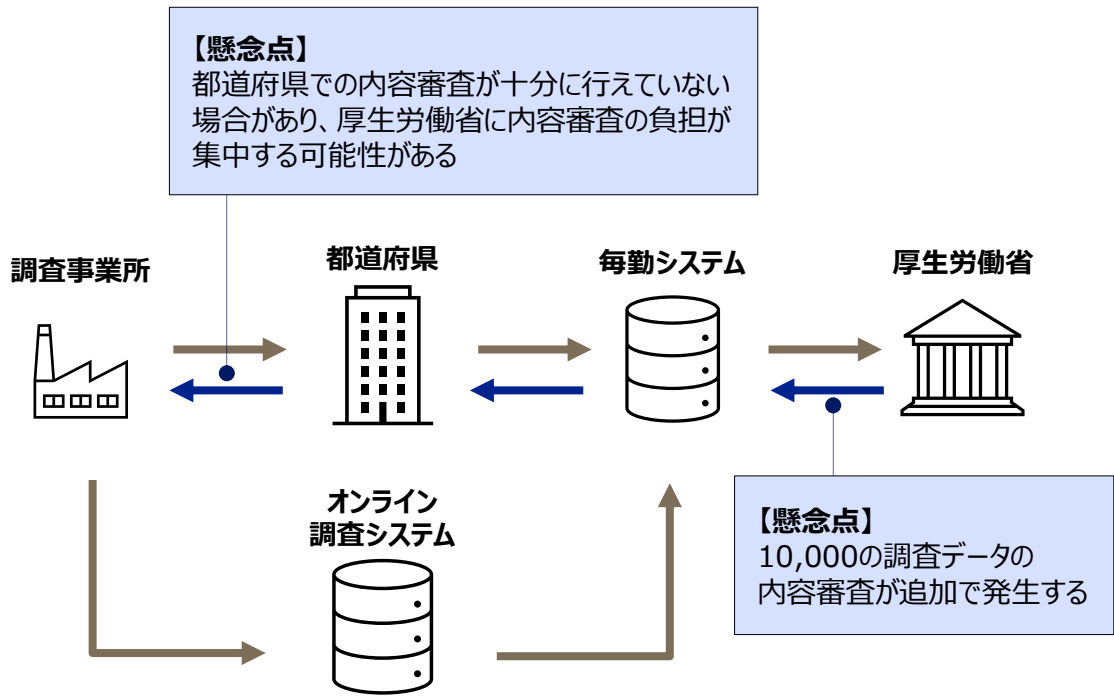 【懸念点】
都道府県での内容審査が十分に行えていない
場合があり、厚生労働省に内容審査の負担が
集中する可能性がある
調査事業所
都道府県
毎勤システム
厚生労働省
オンライン
調査システム
【懸念点】
10,000の調査データの
内容審査が追加で発生する